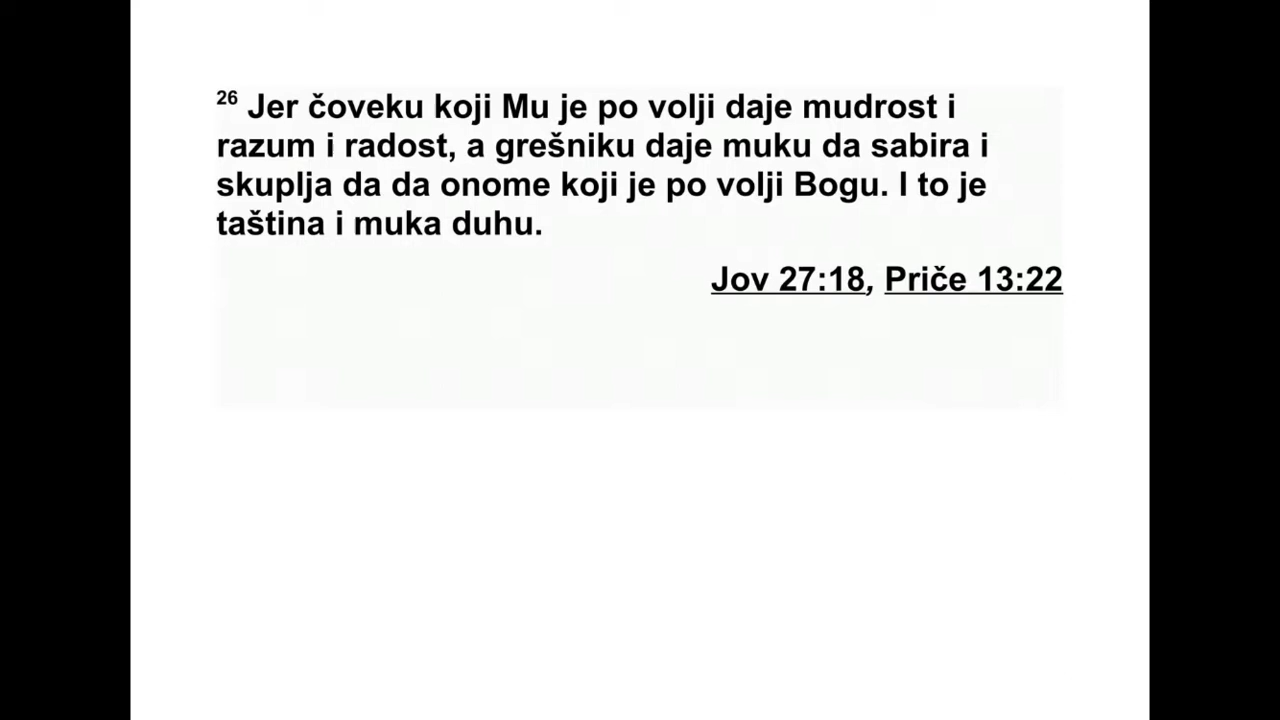 26 Jer čoveku koji Mu je po volji daje mudrost i
razum i radost, a grešniku daje muku da sabira i
skuplja da da onome koji je po volji Bogu. I to je
taština i muka duhu.
Jov 27:18, Priče 13:22